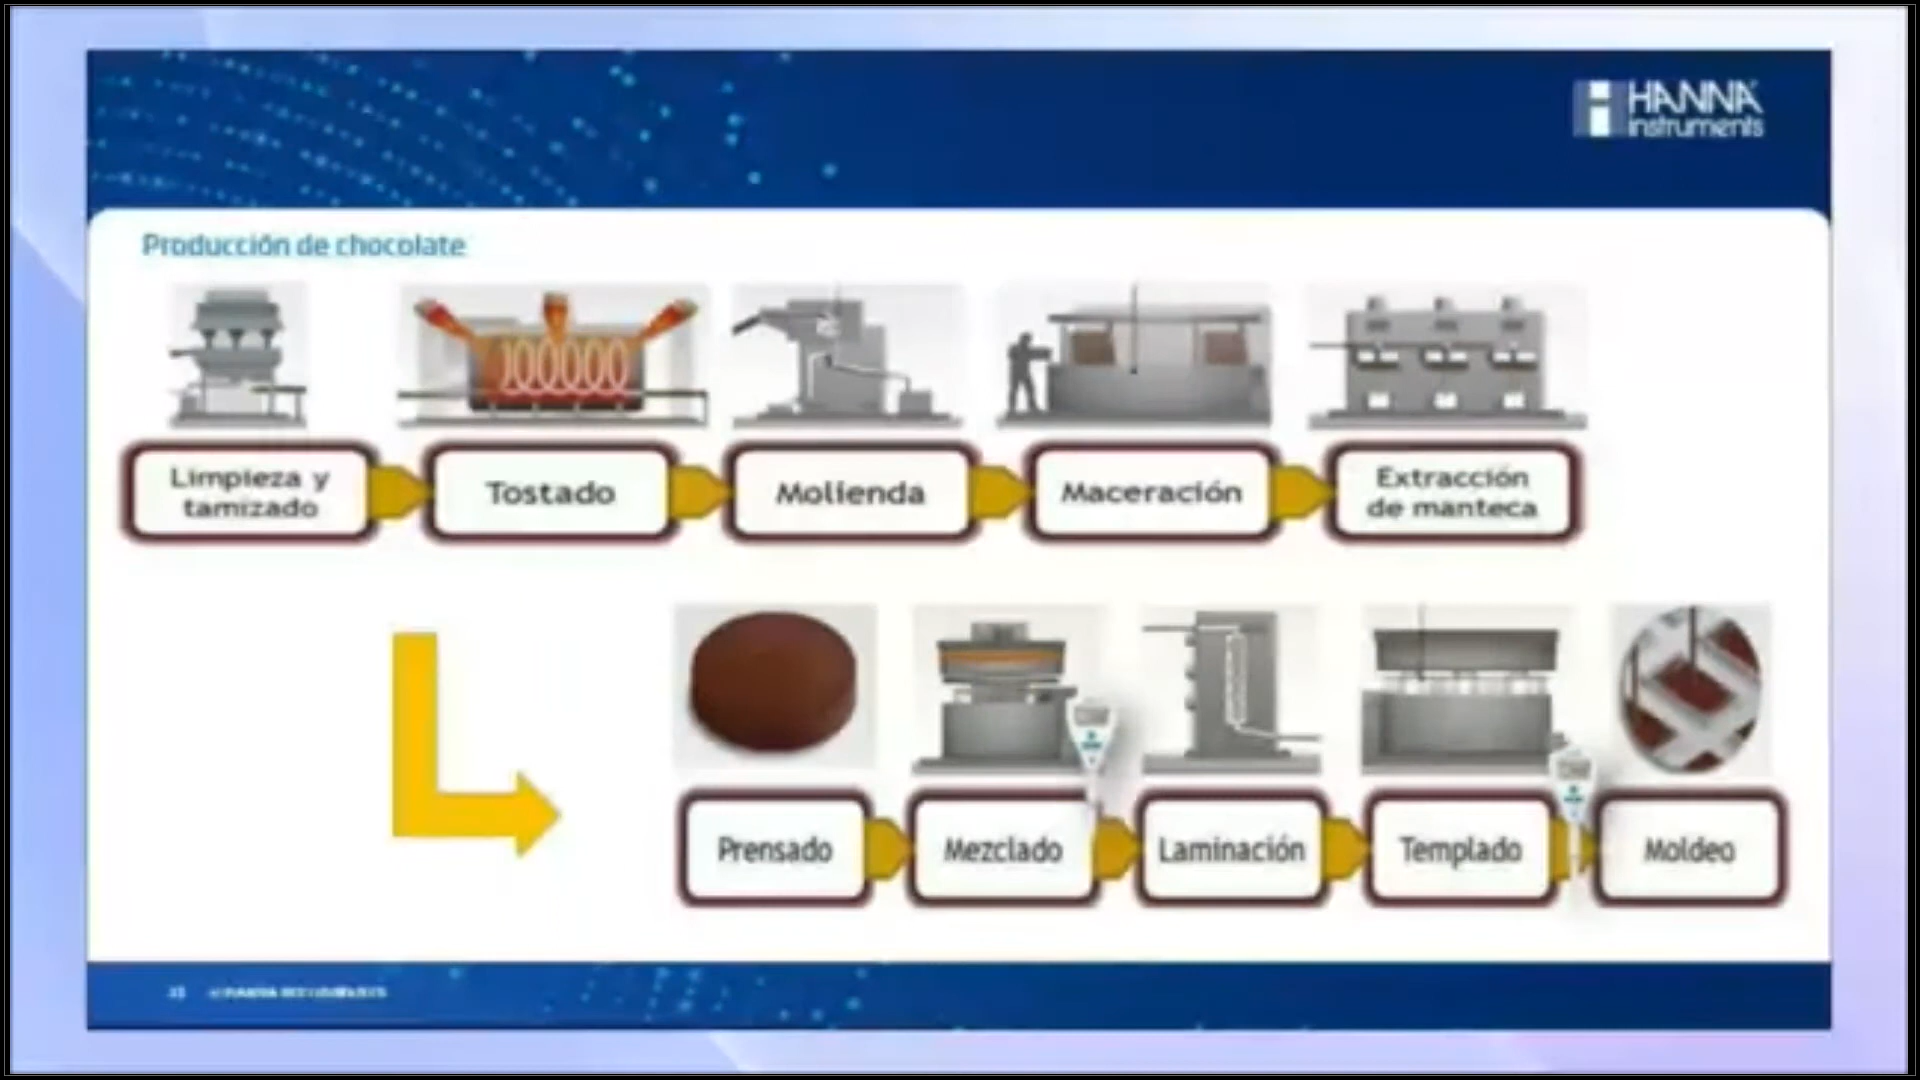 HANNA
instruments
Producción de chocolate
Limpieza y
tamizado
Tostado
Molienda
Maceración
Extracción
de manteca
Prensado
Mezclado
Laminación
Templado
Moldeo